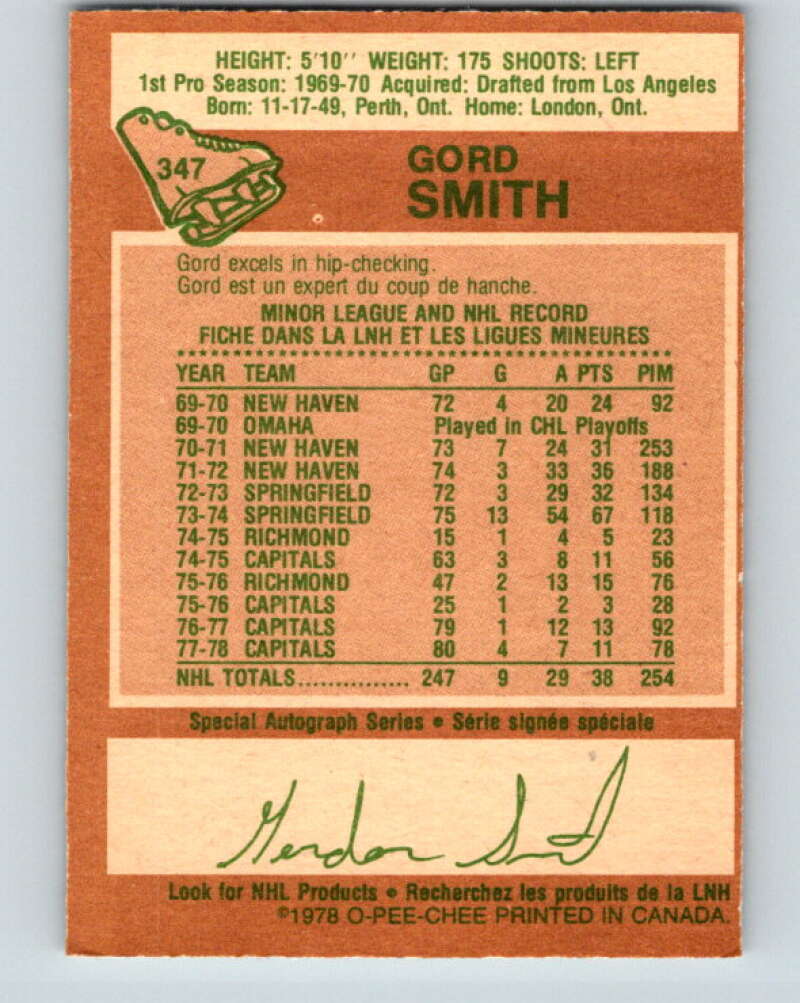 HEIGHT: 5'10'' WEIGHT: 175 SHOOTS: LEFT
1st Pro Season: 1969-70 Acquired: Drafted from Los Angeles
Born: 11-17-49, Perth, Ont. Home: London, Ont.
347
GORD
SMITH
Gord excels in hip-checking.
Gord est un expert du coup de hanche.
MINOR LEAGUE AND NHL RECORD
FICHE DANS LA LNH ET LES LIGUES MINEURES
YEAR TEAM GP G A PTS PIM
69-70 NEW HAVEN 72 4 20 24 92
69-70 OMAHA Played in CHL Playoffs
70-71 NEW HAVEN 73 7 24 31 253
71-72 NEW HAVEN 74 3 33 36 188
72-73 SPRINGFIELD 72 3 29 32 134
73-74 SPRINGFIELD 75 13 54 67 118
74-75 RICHMOND 15 1 4 5 23
74-75 CAPITALS 63 3 8 11 56
75-76 RICHMOND 47 2 13 15 76
75-76 CAPITALS 25 1 2 3 28
76-77 CAPITALS 79 1 12 13 92
77-78 CAPITALS 80 4 7 11 78
NHL TOTALS............... 247 9 29 38 254
Special Autograph Series • Série signée spéciale
Gordon Smith
Look for NHL Products • Recherchez les produits de la LNH
©1978 O-PEE-CHEE PRINTED IN CANADA.